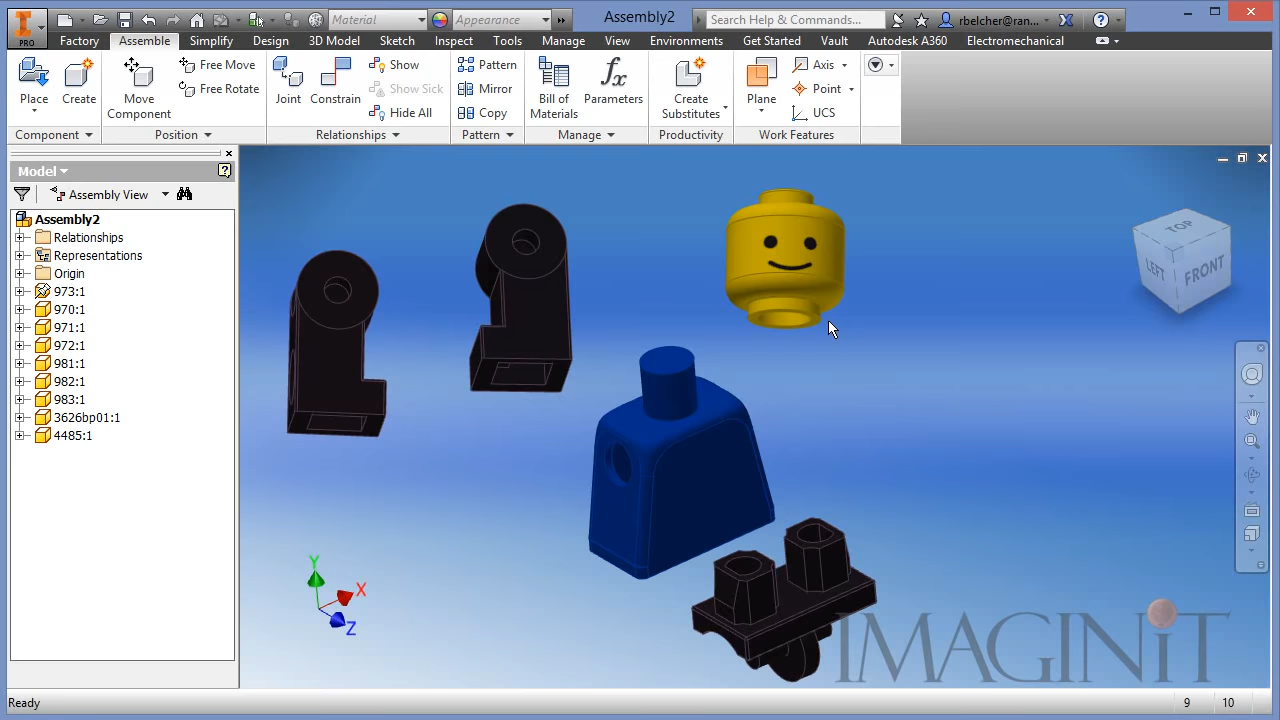 Material
Appearance
Assembly2
Search Help & Commands...
rbelcher@ran...
PRO
Factory
Assemble
Simplify
Design
3D Model
Sketch
Inspect
Tools
Manage
View
Environments
Get Started
Vault
Autodesk A360
Electromechanical
Place
Create
Component
Move
Component
Free Move
Free Rotate
Position
Joint
Constrain
Show
Show Sick
Hide All
Relationships
Pattern
Mirror
Copy
Pattern
Bill of
Materials
fx
Parameters
Manage
Create
Substitutes
Productivity
Plane
Axis
Point
UCS
Work Features
Model
Assembly View
Assembly2
Relationships
Representations
Origin
973:1
970:1
971:1
972:1
981:1
982:1
983:1
3626bp01:1
4485:1
TOP
LEFT
FRONT
Y
X
Z
IMAGINiT
Ready
9
10